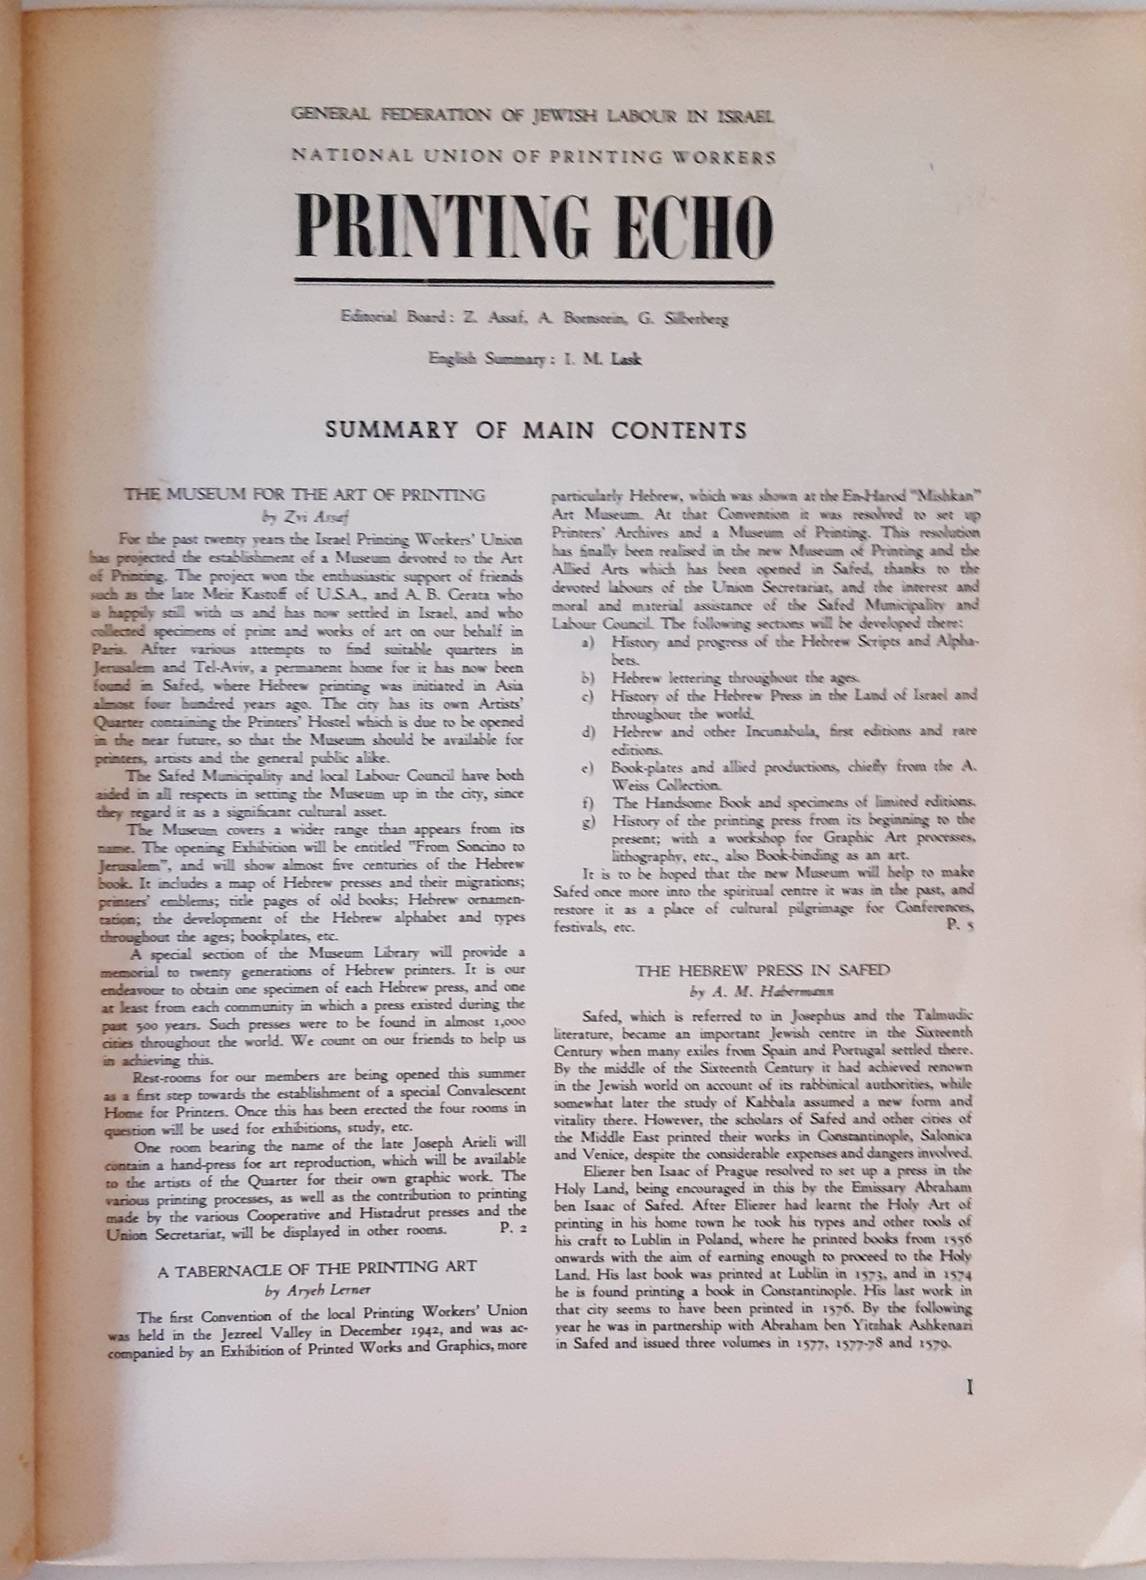 GENERAL FEDERATION OF JEWISH LABOUR IN ISRAEL
NATIONAL UNION OF PRINTING WORKERS
PRINTING ECHO
Editorial Board : Z. Assaf, A. Bornstein, G. Silberberg
English Summary : I. M. Lask
SUMMARY OF MAIN CONTENTS
THE MUSEUM FOR THE ART OF PRINTING
by Zvi Assaf
For the past twenty years the Israel Printing Workers' Union
has projected the establishment of a Museum devoted to the Art
of Printing. The project won the enthusiastic support of friends
such as the late Meir Kastoff of U.S.A., and A. B. Cerata who
is happily still with us and has now settled in Israel, and who
collected specimens of print and works of art on our behalf in
Paris. After various attempts to find suitable quarters in
Jerusalem and Tel-Aviv, a permanent home for it has now been
found in Safed, where Hebrew printing was initiated in Asia
almost four hundred years ago. The city has its own Artists'
Quarter containing the Printers' Hostel which is due to be opened
in the near future, so that the Museum should be available for
printers, artists and the general public alike.
The Safed Municipality and local Labour Council have both
aided in all respects in setting the Museum up in the city, since
they regard it as a significant cultural asset.
The Museum covers a wider range than appears from its
name. The opening Exhibition will be entitled "From Soncino to
Jerusalem", and will show almost five centuries of the Hebrew
book. It includes a map of Hebrew presses and their migrations;
printers' emblems; title pages of old books; Hebrew ornamen-
tation; the development of the Hebrew alphabet and types
throughout the ages; bookplates, etc.
A special section of the Museum Library will provide a
memorial to twenty generations of Hebrew printers. It is our
endeavour to obtain one specimen of each Hebrew press, and one
at least from each community in which a press existed during the
past 500 years. Such presses were to be found in almost 1,000
cities throughout the world. We count on our friends to help us
in achieving this.
Rest-rooms for our members are being opened this summer
as a first step towards the establishment of a special Convalescent
Home for Printers. Once this has been erected the four rooms in
question will be used for exhibitions, study, etc.
One room bearing the name of the late Joseph Arieli will
contain a hand-press for art reproduction, which will be available
to the artists of the Quarter for their own graphic work. The
various printing processes, as well as the contribution to printing
made by the various Cooperative and Histadrut presses and the
Union Secretariat, will be displayed in other rooms. P. 2
A TABERNACLE OF THE PRINTING ART
by Aryeh Lerner
The first Convention of the local Printing Workers' Union
was held in the Jezreel Valley in December 1942, and was ac-
companied by an Exhibition of Printed Works and Graphics, more
particularly Hebrew, which was shown at the En-Harod "Mishkan"
Art Museum. At that Convention it was resolved to set up
Printers' Archives and a Museum of Printing. This resolution
has finally been realised in the new Museum of Printing and the
Allied Arts which has been opened in Safed, thanks to the
devoted labours of the Union Secretariat, and the interest and
moral and material assistance of the Safed Municipality and
Labour Council. The following sections will be developed there:
a) History and progress of the Hebrew Scripts and Alpha-
bets.
b) Hebrew lettering throughout the ages.
c) History of the Hebrew Press in the Land of Israel and
throughout the world.
d) Hebrew and other Incunabula, first editions and rare
editions.
e) Book-plates and allied productions, chiefly from the A.
Weiss Collection.
f) The Handsome Book and specimens of limited editions.
g) History of the printing press from its beginning to the
present; with a workshop for Graphic Art processes,
lithography, etc., also Book-binding as an art.
It is to be hoped that the new Museum will help to make
Safed once more into the spiritual centre it was in the past, and
restore it as a place of cultural pilgrimage for Conferences,
festivals, etc. P. 5
THE HEBREW PRESS IN SAFED
by A. M. Habermann
Safed, which is referred to in Josephus and the Talmudic
literature, became an important Jewish centre in the Sixteenth
Century when many exiles from Spain and Portugal settled there.
By the middle of the Sixteenth Century it had achieved renown
in the Jewish world on account of its rabbinical authorities, while
somewhat later the study of Kabbala assumed a new form and
vitality there. However, the scholars of Safed and other cities of
the Middle East printed their works in Constantinople, Salonica
and Venice, despite the considerable expenses and dangers involved.
Eliezer ben Isaac of Prague resolved to set up a press in the
Holy Land, being encouraged in this by the Emissary Abraham
ben Isaac of Safed. After Eliezer had learnt the Holy Art of
printing in his home town he took his types and other tools of
his craft to Lublin in Poland, where he printed books from 1556
onwards with the aim of earning enough to proceed to the Holy
Land. His last book was printed at Lublin in 1573, and in 1574
he is found printing a book in Constantinople. His last work in
that city seems to have been printed in 1576. By the following
year he was in partnership with Abraham ben Yitzhak Ashkenazi
in Safed and issued three volumes in 1577, 1577-78 and 1579.
I